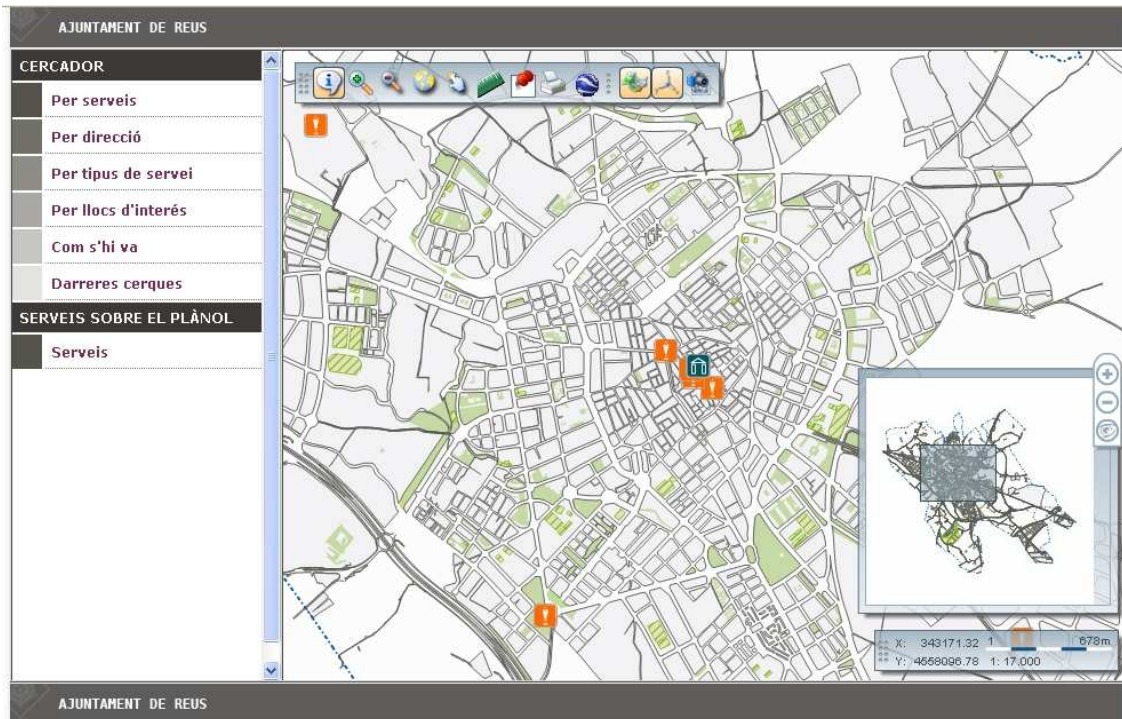 AJUNTAMENT DE REUS
CERCADOR
Per serveis
Per direcció
Per tipus de servei
Per llocs d'interés
Com s'hi va
Darreres cerques
SERVEIS SOBRE EL PLÀNOL
Serveis
X: 343171.32 1 678m
Y: 4558096.78 1: 17.000
AJUNTAMENT DE REUS